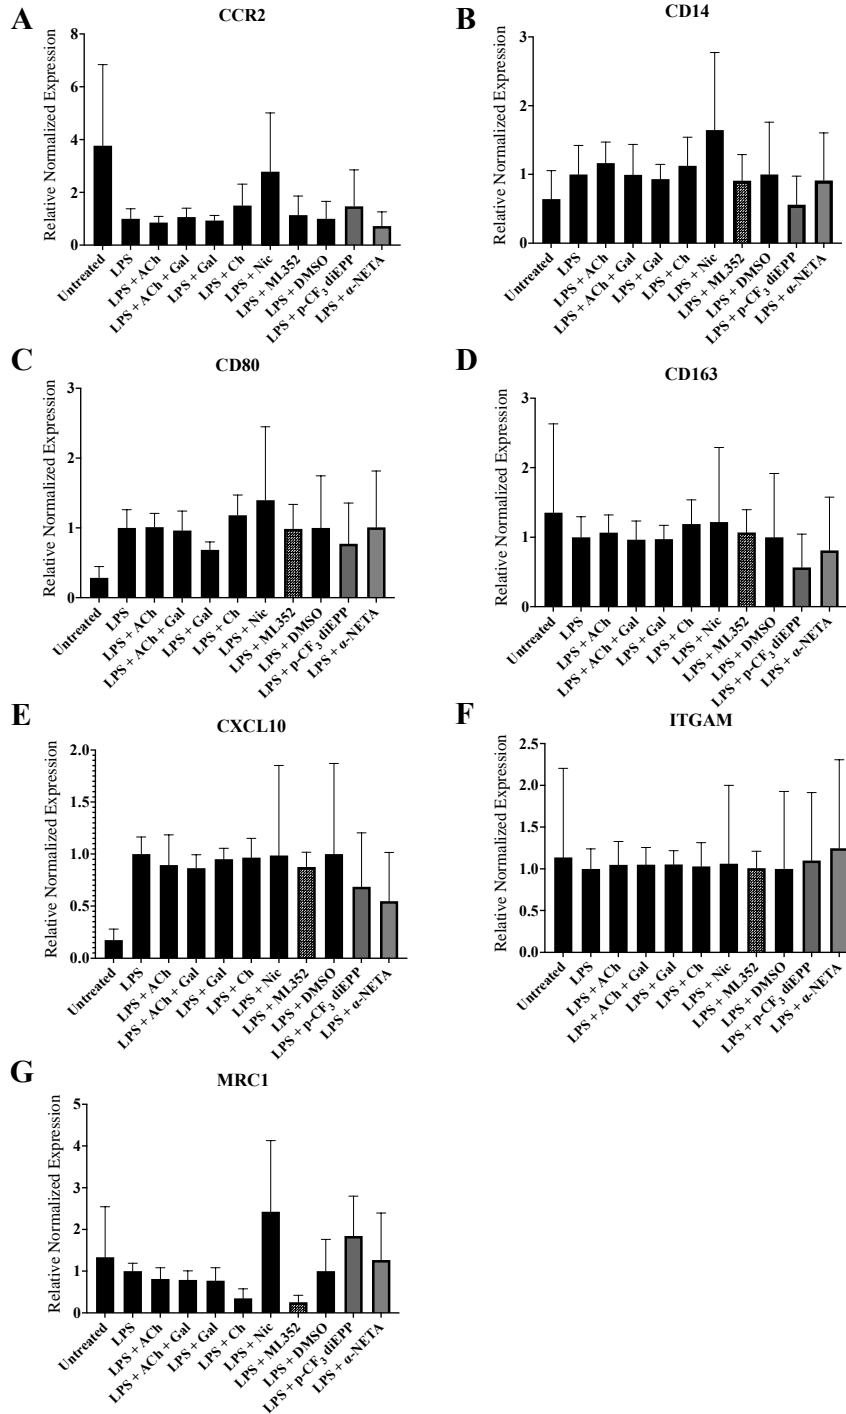 A
CCR2
Relative Normalized Expression
8
6
4
2
0
Untreated
LPS
LPS + ACh
LPS + ACh + Gal
LPS + Gal
LPS + Ch
LPS + Nic
LPS + ML352
LPS + DMSO
LPS + p-CF₃ diEPP
LPS + α-NETA
B
CD14
Relative Normalized Expression
3
2
1
0
Untreated
LPS
LPS + ACh
LPS + ACh + Gal
LPS + Gal
LPS + Ch
LPS + Nic
LPS + ML352
LPS + DMSO
LPS + p-CF₃ diEPP
LPS + α-NETA
C
CD80
Relative Normalized Expression
3
2
1
0
Untreated
LPS
LPS + ACh
LPS + ACh + Gal
LPS + Gal
LPS + Ch
LPS + Nic
LPS + ML352
LPS + DMSO
LPS + p-CF₃ diEPP
LPS + α-NETA
D
CD163
Relative Normalized Expression
3
2
1
0
Untreated
LPS
LPS + ACh
LPS + ACh + Gal
LPS + Gal
LPS + Ch
LPS + Nic
LPS + ML352
LPS + DMSO
LPS + p-CF₃ diEPP
LPS + α-NETA
E
CXCL10
Relative Normalized Expression
2.0
1.5
1.0
0.5
0.0
Untreated
LPS
LPS + ACh
LPS + ACh + Gal
LPS + Gal
LPS + Ch
LPS + Nic
LPS + ML352
LPS + DMSO
LPS + p-CF₃ diEPP
LPS + α-NETA
F
ITGAM
Relative Normalized Expression
2.5
2.0
1.5
1.0
0.5
0.0
Untreated
LPS
LPS + ACh
LPS + ACh + Gal
LPS + Gal
LPS + Ch
LPS + Nic
LPS + ML352
LPS + DMSO
LPS + p-CF₃ diEPP
LPS + α-NETA
G
MRC1
Relative Normalized Expression
5
4
3
2
1
0
Untreated
LPS
LPS + ACh
LPS + ACh + Gal
LPS + Gal
LPS + Ch
LPS + Nic
LPS + ML352
LPS + DMSO
LPS + p-CF₃ diEPP
LPS + α-NETA